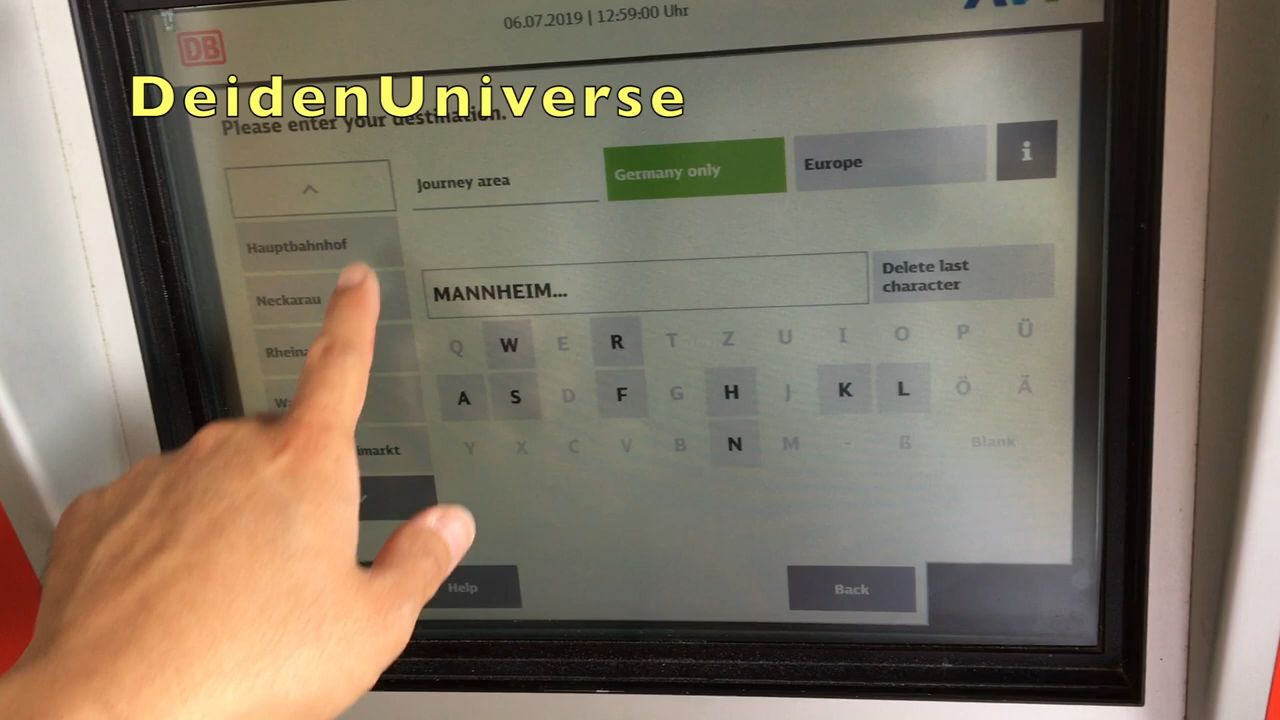 06.07.2019 | 12:59:00 Uhr
DB
DeidenUniverse
Please enter your destination.
Journey area
Germany only
Europe
i
Hauptbahnhof
Neckarau
MANNHEIM...
Delete last
character
Q W E R T Z U I O P Ü
A S F D G H J K L Ö Ä
Y X C V B N M - ß Blank
Help
Back